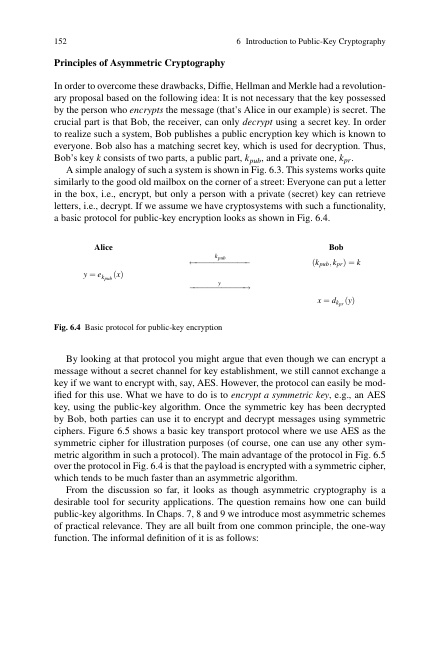 152 6 Introduction to Public-Key Cryptography
Principles of Asymmetric Cryptography
In order to overcome these drawbacks, Diffie, Hellman and Merkle had a revolution-
ary proposal based on the following idea: It is not necessary that the key possessed
by the person who encrypts the message (that's Alice in our example) is secret. The
crucial part is that Bob, the receiver, can only decrypt using a secret key. In order
to realize such a system, Bob publishes a public encryption key which is known to
everyone. Bob also has a matching secret key, which is used for decryption. Thus,
Bob's key k consists of two parts, a public part, k_pub, and a private one, k_pr.
A simple analogy of such a system is shown in Fig. 6.3. This systems works quite
similarly to the good old mailbox on the corner of a street: Everyone can put a letter
in the box, i.e., encrypt, but only a person with a private (secret) key can retrieve
letters, i.e., decrypt. If we assume we have cryptosystems with such a functionality,
a basic protocol for public-key encryption looks as shown in Fig. 6.4.
Alice Bob
k_pub
(k_pub, k_pr) = k
y = e_{k_pub}(x)
y
x = d_{k_pr}(y)
Fig. 6.4 Basic protocol for public-key encryption
By looking at that protocol you might argue that even though we can encrypt a
message without a secret channel for key establishment, we still cannot exchange a
key if we want to encrypt with, say, AES. However, the protocol can easily be mod-
ified for this use. What we have to do is to encrypt a symmetric key, e.g., an AES
key, using the public-key algorithm. Once the symmetric key has been decrypted
by Bob, both parties can use it to encrypt and decrypt messages using symmetric
ciphers. Figure 6.5 shows a basic key transport protocol where we use AES as the
symmetric cipher for illustration purposes (of course, one can use any other sym-
metric algorithm in such a protocol). The main advantage of the protocol in Fig. 6.5
over the protocol in Fig. 6.4 is that the payload is encrypted with a symmetric cipher,
which tends to be much faster than an asymmetric algorithm.
From the discussion so far, it looks as though asymmetric cryptography is a
desirable tool for security applications. The question remains how one can build
public-key algorithms. In Chaps. 7, 8 and 9 we introduce most asymmetric schemes
of practical relevance. They are all built from one common principle, the one-way
function. The informal definition of it is as follows: